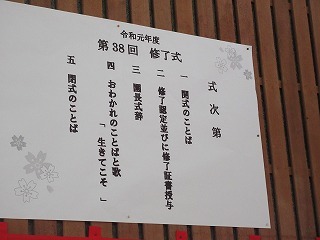 令和元年度
第38回 修了式
式次第
一 開式のことば
二 修了認定並びに修了証書授与
三 園長式辞
四 おわかれのことばと歌
「生きてこそ」
五 閉式のことば